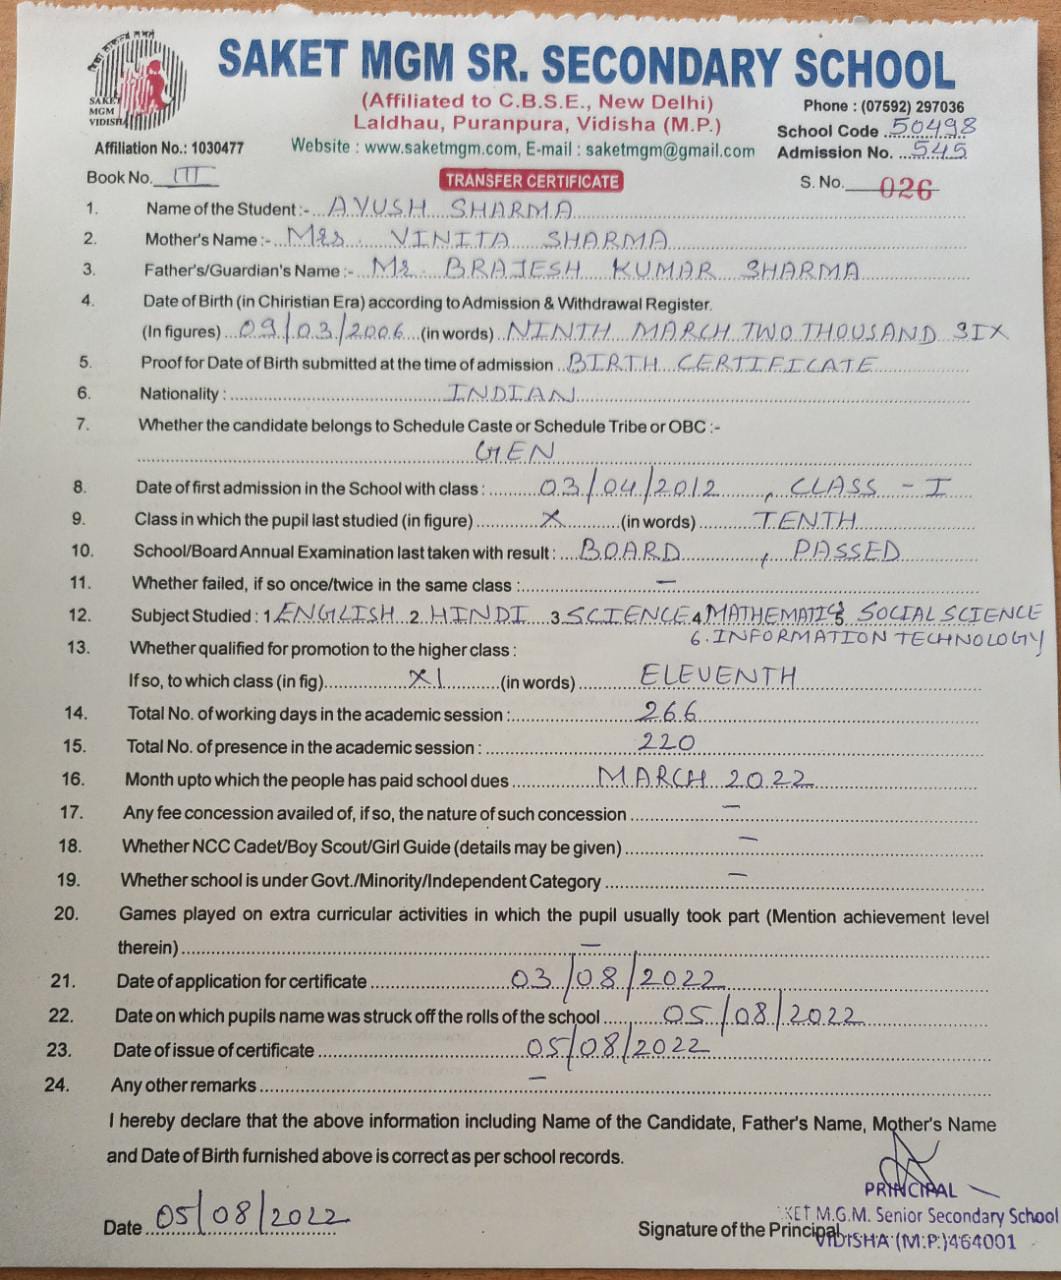 SAKET MGM SR. SECONDARY SCHOOL
SAKET
MGM
VIDISHA
(Affiliated to C.B.S.E., New Delhi)
Laldhau, Puranpura, Vidisha (M.P.)
Phone : (07592) 297036
School Code ..50498
Affiliation No.: 1030477
Website : www.saketmgm.com, E-mail : saketmgm@gmail.com
Admission No. ...545
Book No. III
TRANSFER CERTIFICATE
S. No. 026
1. Name of the Student :- AYUSH SHARMA
2. Mother's Name :- Mrs. VINITA SHARMA
3. Father's/Guardian's Name :- Mr. BRAJESH KUMAR SHARMA
4. Date of Birth (in Chiristian Era) according to Admission & Withdrawal Register.
(In figures) 09/03/2006 (in words) NINTH MARCH TWO THOUSAND SIX
5. Proof for Date of Birth submitted at the time of admission BIRTH CERTIFICATE
6. Nationality : INDIAN
7. Whether the candidate belongs to Schedule Caste or Schedule Tribe or OBC :-
GEN
8. Date of first admission in the School with class : 03/04/2012, CLASS - I
9. Class in which the pupil last studied (in figure) X (in words) TENTH
10. School/Board Annual Examination last taken with result : BOARD, PASSED
11. Whether failed, if so once/twice in the same class : —
12. Subject Studied : 1 ENGLISH 2. HINDI 3. SCIENCE 4 MATHEMATICS 5. SOCIAL SCIENCE
6. INFORMATION TECHNOLOGY
13. Whether qualified for promotion to the higher class :
If so, to which class (in fig) XI (in words) ELEVENTH
14. Total No. of working days in the academic session : 266
15. Total No. of presence in the academic session : 220
16. Month upto which the people has paid school dues MARCH 2022
17. Any fee concession availed of, if so, the nature of such concession —
18. Whether NCC Cadet/Boy Scout/Girl Guide (details may be given) —
19. Whether school is under Govt./Minority/Independent Category —
20. Games played on extra curricular activities in which the pupil usually took part (Mention achievement level
therein) —
21. Date of application for certificate 03/08/2022
22. Date on which pupils name was struck off the rolls of the school 05/08/2022
23. Date of issue of certificate 05/08/2022
24. Any other remarks —
I hereby declare that the above information including Name of the Candidate, Father's Name, Mother's Name
and Date of Birth furnished above is correct as per school records.
PRINCIPAL
KET M.G.M. Senior Secondary School
Date 05/08/2022
Signature of the Principal
VIDISHA (M.P.) 464001